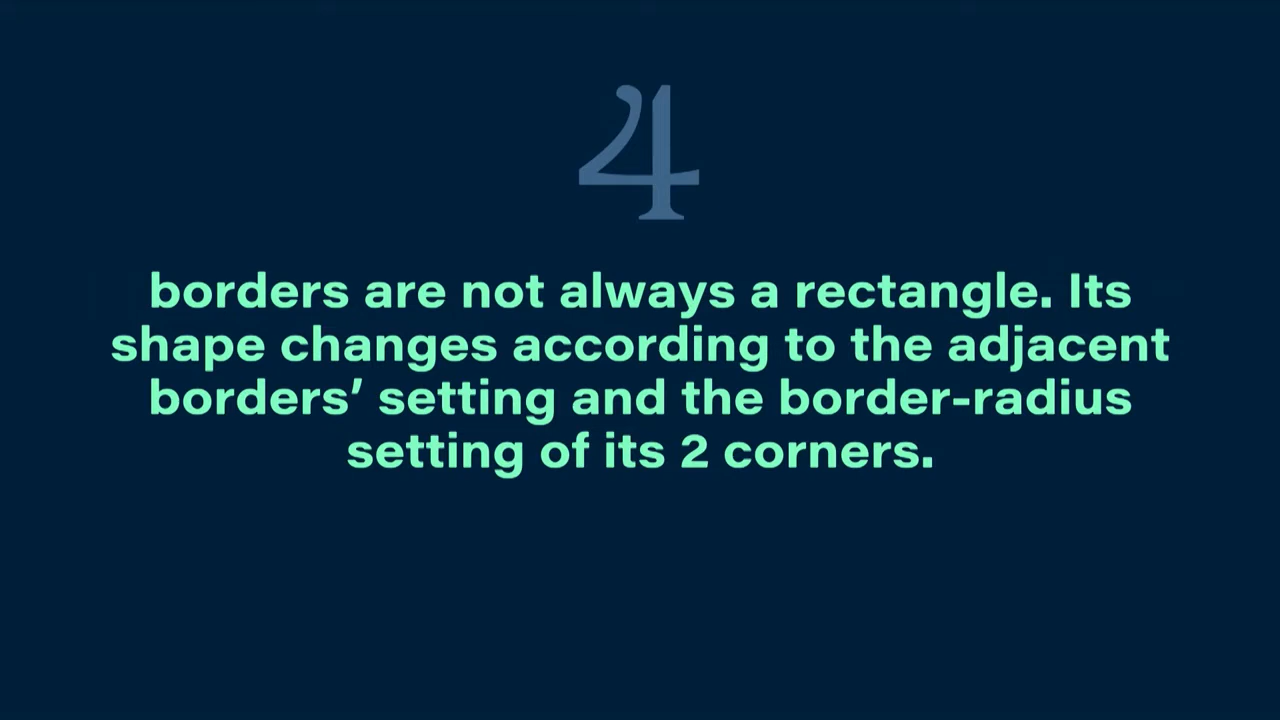 4
borders are not always a rectangle. Its
shape changes according to the adjacent
borders’ setting and the border-radius
setting of its 2 corners.